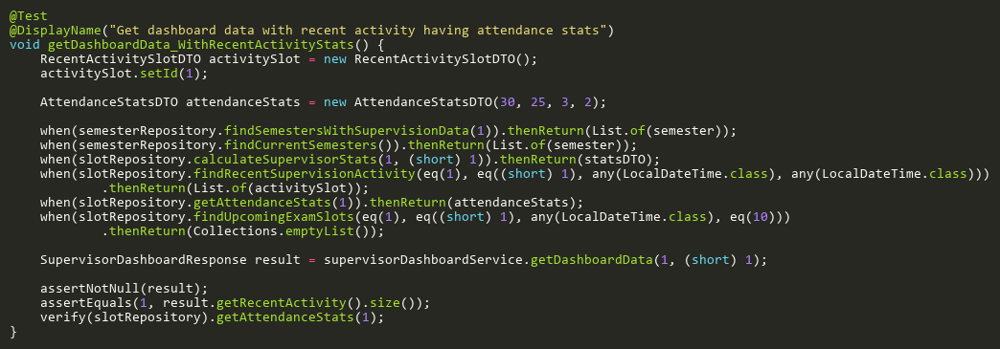 @Test
@DisplayName("Get dashboard data with recent activity having attendance stats")
void getDashboardData_WithRecentActivityStats() {
    RecentActivitySlotDTO activitySlot = new RecentActivitySlotDTO();
    activitySlot.setId(1);

    AttendanceStatsDTO attendanceStats = new AttendanceStatsDTO(30, 25, 3, 2);

    when(semesterRepository.findSemestersWithSupervisionData(1)).thenReturn(List.of(semester));
    when(semesterRepository.findCurrentSemesters()).thenReturn(List.of(semester));
    when(slotRepository.calculateSupervisorStats(1, (short) 1)).thenReturn(statsDTO);
    when(slotRepository.findRecentSupervisionActivity(eq(1), eq((short) 1), any(LocalDateTime.class), any(LocalDateTime.class)))
            .thenReturn(List.of(activitySlot));
    when(slotRepository.getAttendanceStats(1)).thenReturn(attendanceStats);
    when(slotRepository.findUpcomingExamSlots(eq(1), eq((short) 1), any(LocalDateTime.class), eq(10)))
            .thenReturn(Collections.emptyList());

    SupervisorDashboardResponse result = supervisorDashboardService.getDashboardData(1, (short) 1);

    assertNotNull(result);
    assertEquals(1, result.getRecentActivity().size());
    verify(slotRepository).getAttendanceStats(1);
}